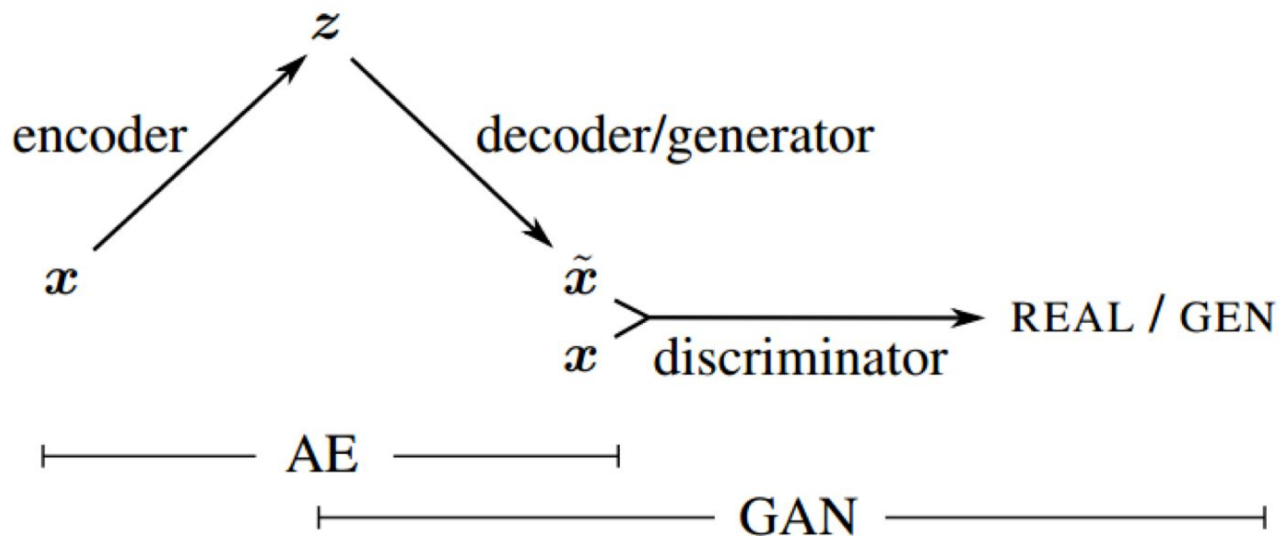 z
encoder
decoder/generator
x
x̃
REAL / GEN
x
discriminator
AE
GAN